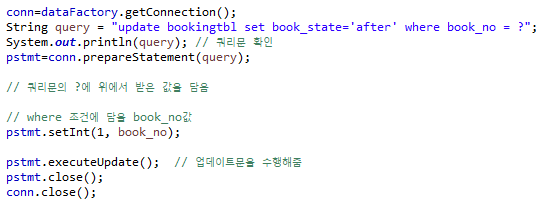 conn=dataFactory.getConnection();
String query = "update bookingtbl set book_state='after' where book_no = ?";
System.out.println(query); // 쿼리문 확인
pstmt=conn.prepareStatement(query);
// 쿼리문의 ?에 위에서 받은 값을 담음
// where 조건에 담을 book_no값
pstmt.setInt(1, book_no);
pstmt.executeUpdate();  // 업데이트문을 수행해줌
pstmt.close();
conn.close();